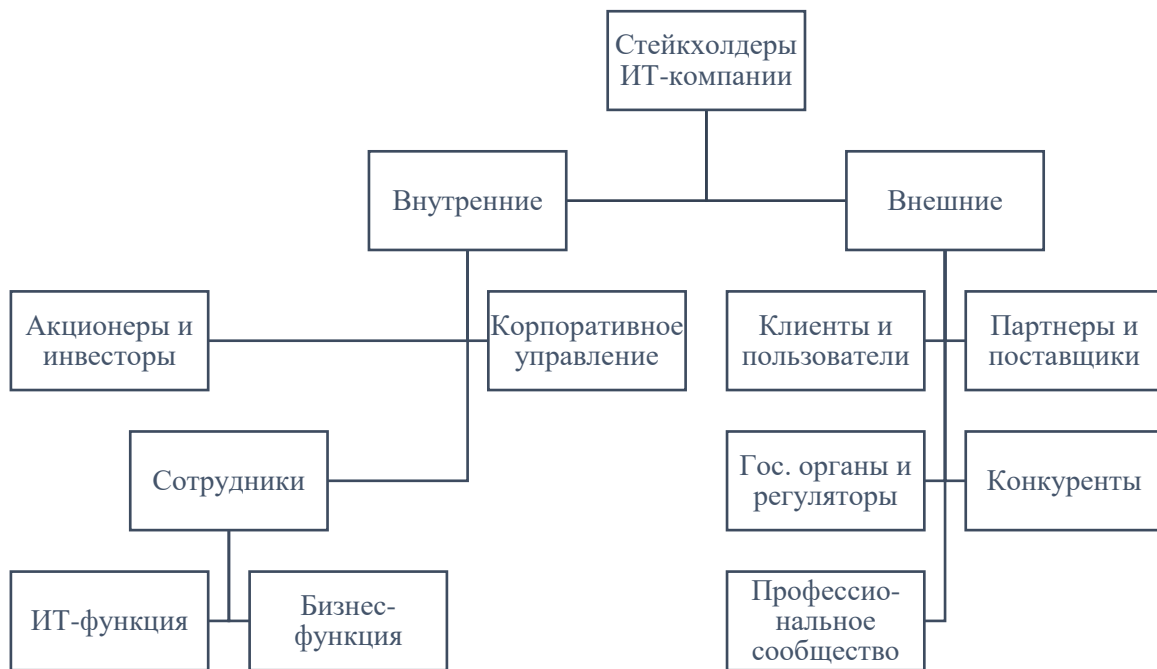 Стейкхолдеры
ИТ-компании
Внутренние
Внешние
Акционеры и
инвесторы
Корпоративное
управление
Клиенты и
пользователи
Партнеры и
поставщики
Сотрудники
Гос. органы и
регуляторы
Конкуренты
ИТ-функция
Бизнес-
функция
Профессио-
нальное
сообщество